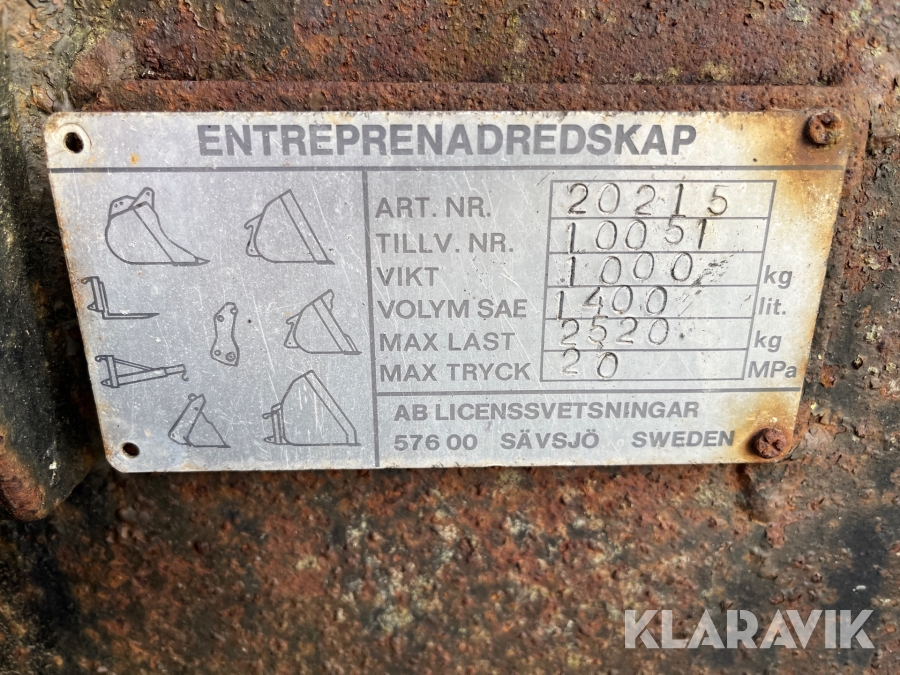 ENTREPRENADREDSKAP
ART. NR. 20215
TILLV. NR. 10051
VIKT 1000 kg
VOLYM SAE 1400 lit.
MAX LAST 2520 kg
MAX TRYCK 20 MPa
AB LICENSSVETSNINGAR
576 00 SÄVSJÖ SWEDEN
KLARAVIK